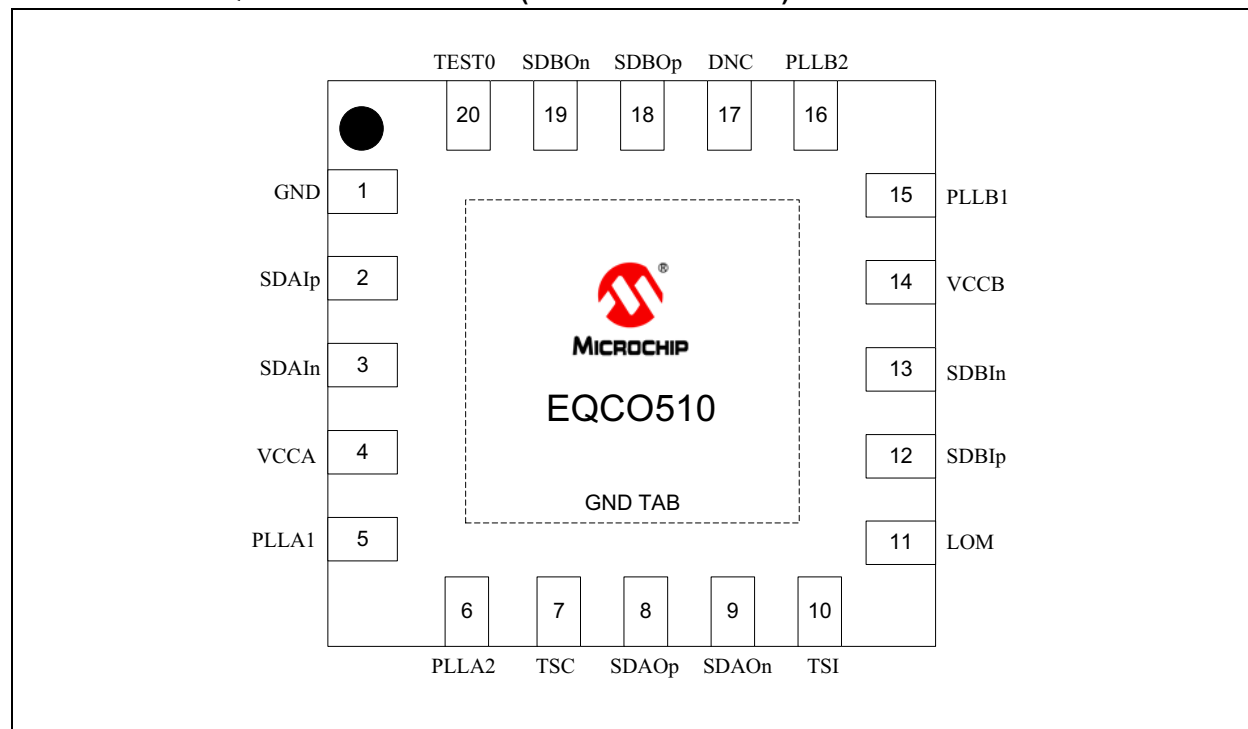 TEST0 SDBOn SDBOp DNC PLLB2
20 19 18 17 16
GND 1
15 PLLB1
SDAIp 2
14 VCCB
®
MICROCHIP
SDAIn 3
13 SDBIn
EQCO510
VCCA 4
12 SDBIp
GND TAB
PLLA1 5
11 LOM
6 7 8 9 10
PLLA2 TSC SDAOp SDAOn TSI